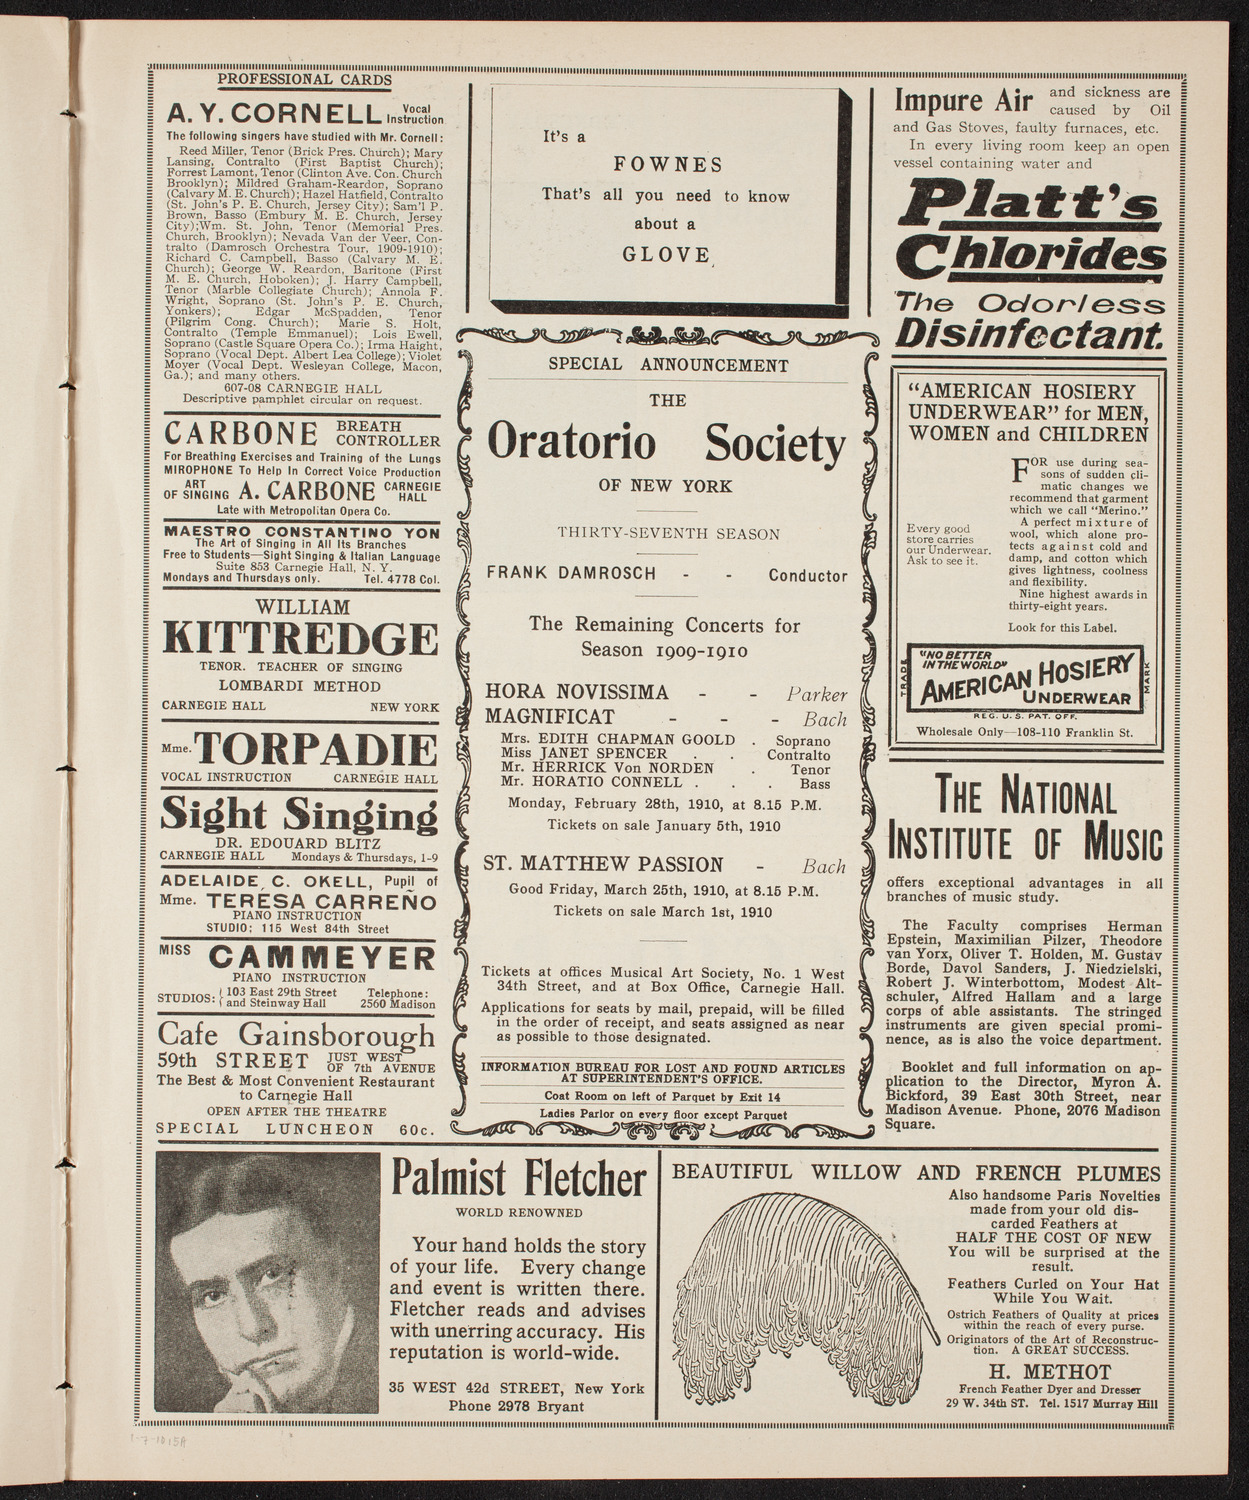 PROFESSIONAL CARDS
A. Y. CORNELL Vocal Instruction
The following singers have studied with Mr. Cornell:
Reed Miller, Tenor (Brick Pres. Church); Mary
Lansing, Contralto (First Baptist Church);
Forrest Lamont, Tenor (Clinton Ave. Con. Church
Brooklyn); Mildred Graham-Reardon, Soprano
(Calvary M. E. Church); Hazel Hatfield, Contralto
(St. John's P. E. Church, Jersey City); Sam'l P.
Brown, Basso (Embury M. E. Church, Jersey
City); Wm. St. John, Tenor (Memorial Pres.
Church, Brooklyn); Nevada Van der Veer, Con-
tralto (Damrosch Orchestra Tour, 1909-1910);
Richard C. Campbell, Basso (Calvary M. E.
Church); George W. Reardon, Baritone (First
M. E. Church, Hoboken); J. Harry Campbell,
Tenor (Marble Collegiate Church); Annola F.
Wright, Soprano (St. John's P. E. Church,
Yonkers); Edgar McSpadden, Tenor
(Pilgrim Cong. Church); Marie S. Holt,
Contralto (Temple Emmanuel); Lois Ewell,
Soprano (Castle Square Opera Co.); Irma Haight,
Soprano (Vocal Dept. Albert Lea College); Violet
Moyer (Vocal Dept. Wesleyan College, Macon,
Ga.); and many others.
607-08 CARNEGIE HALL
Descriptive pamphlet circular on request.
CARBONE BREATH CONTROLLER
For Breathing Exercises and Training of the Lungs
MIROPHONE To Help In Correct Voice Production
ART OF SINGING A. CARBONE CARNEGIE HALL
Late with Metropolitan Opera Co.
MAESTRO CONSTANTINO YON
The Art of Singing in All Its Branches
Free to Students—Sight Singing & Italian Language
Suite 853 Carnegie Hall, N. Y.
Mondays and Thursdays only. Tel. 4778 Col.
WILLIAM
KITTREDGE
TENOR. TEACHER OF SINGING
LOMBARDI METHOD
CARNEGIE HALL NEW YORK
Mme. TORPADIE
VOCAL INSTRUCTION CARNEGIE HALL
Sight Singing
DR. EDOUARD BLITZ
CARNEGIE HALL Mondays & Thursdays, 1-9
ADELAIDE C. OKELL, Pupil of
Mme. TERESA CARREÑO
PIANO INSTRUCTION
STUDIO: 115 West 84th Street
MISS CAMMEYER
PIANO INSTRUCTION
STUDIOS: { 103 East 29th Street Telephone:
{ and Steinway Hall 2560 Madison
Cafe Gainsborough
59th STREET JUST WEST OF 7th AVENUE
The Best & Most Convenient Restaurant
to Carnegie Hall
OPEN AFTER THE THEATRE
SPECIAL LUNCHEON 60c.
It's a
FOWNES
That's all you need to know
about a
GLOVE
SPECIAL ANNOUNCEMENT
THE
Oratorio Society
OF NEW YORK
THIRTY-SEVENTH SEASON
FRANK DAMROSCH - - Conductor
The Remaining Concerts for
Season 1909-1910
HORA NOVISSIMA - - Parker
MAGNIFICAT - - - Bach
Mrs. EDITH CHAPMAN GOOLD . Soprano
Miss JANET SPENCER . . Contralto
Mr. HERRICK Von NORDEN . Tenor
Mr. HORATIO CONNELL . . . Bass
Monday, February 28th, 1910, at 8.15 P.M.
Tickets on sale January 5th, 1910
ST. MATTHEW PASSION - Bach
Good Friday, March 25th, 1910, at 8.15 P.M.
Tickets on sale March 1st, 1910
Tickets at offices Musical Art Society, No. 1 West
34th Street, and at Box Office, Carnegie Hall.
Applications for seats by mail, prepaid, will be filled
in the order of receipt, and seats assigned as near
as possible to those designated.
INFORMATION BUREAU FOR LOST AND FOUND ARTICLES
AT SUPERINTENDENT'S OFFICE.
Coat Room on left of Parquet by Exit 14
Ladies Parlor on every floor except Parquet
Impure Air and sickness are
caused by Oil
and Gas Stoves, faulty furnaces, etc.
In every living room keep an open
vessel containing water and
Platt's
Chlorides
The Odorless
Disinfectant.
"AMERICAN HOSIERY
UNDERWEAR" for MEN,
WOMEN and CHILDREN
Every good
store carries
our Underwear.
Ask to see it.
FOR use during sea-
sons of sudden cli-
matic changes we
recommend that garment
which we call "Merino."
A perfect mixture of
wool, which alone pro-
tects against cold and
damp, and cotton which
gives lightness, coolness
and flexibility.
Nine highest awards in
thirty-eight years.
Look for this Label.
TRADE MARK
"NO BETTER
IN THE WORLD"
AMERICAN HOSIERY
UNDERWEAR
REG. U. S. PAT. OFF.
Wholesale Only—108-110 Franklin St.
THE NATIONAL
INSTITUTE OF MUSIC
offers exceptional advantages in all
branches of music study.
The Faculty comprises Herman
Epstein, Maximilian Pilzer, Theodore
van Yorx, Oliver T. Holden, M. Gustav
Borde, Davol Sanders, J. Niedzielski,
Robert J. Winterbottom, Modest Alt-
schuler, Alfred Hallam and a large
corps of able assistants. The stringed
instruments are given special promi-
nence, as is also the voice department.
Booklet and full information on ap-
plication to the Director, Myron A.
Bickford, 39 East 30th Street, near
Madison Avenue. Phone, 2076 Madison
Square.
Palmist Fletcher
WORLD RENOWNED
Your hand holds the story
of your life. Every change
and event is written there.
Fletcher reads and advises
with unerring accuracy. His
reputation is world-wide.
35 WEST 42d STREET, New York
Phone 2978 Bryant
BEAUTIFUL WILLOW AND FRENCH PLUMES
Also handsome Paris Novelties
made from your old dis-
carded Feathers at
HALF THE COST OF NEW
You will be surprised at the
result.
Feathers Curled on Your Hat
While You Wait.
Ostrich Feathers of Quality at prices
within the reach of every purse.
Originators of the Art of Reconstruc-
tion. A GREAT SUCCESS.
H. METHOT
French Feather Dyer and Dresser
29 W. 34th ST. Tel. 1517 Murray Hill